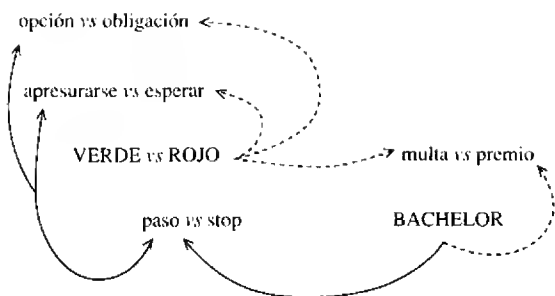 opción vs obligación
apresurarse vs esperar
VERDE vs ROJO
multa vs premio
paso vs stop
BACHELOR